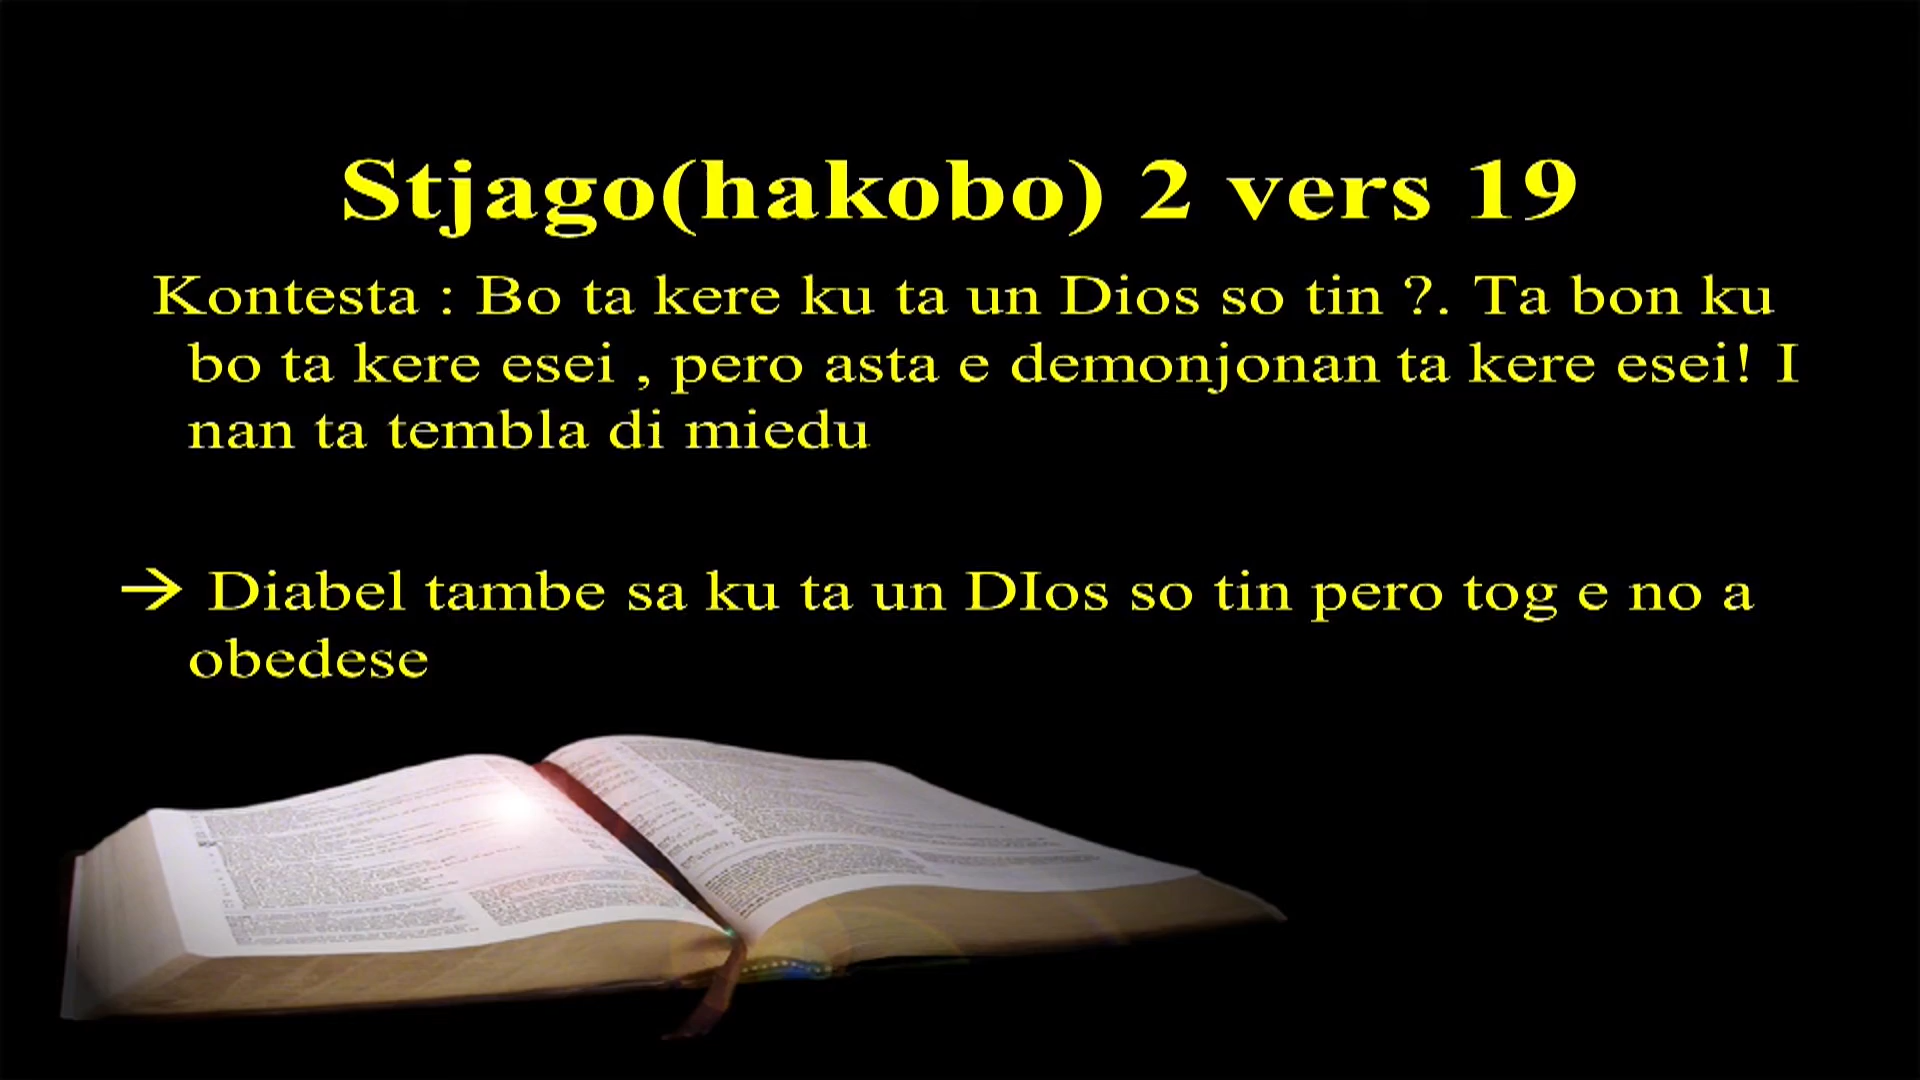 Stjago(hakobo) 2 vers 19
Kontesta : Bo ta kere ku ta un Dios so tin ?. Ta bon ku
bo ta kere esei , pero asta e demonjonan ta kere esei! I
nan ta tembla di miedu
→ Diabel tambe sa ku ta un DIos so tin pero tog e no a
obedese